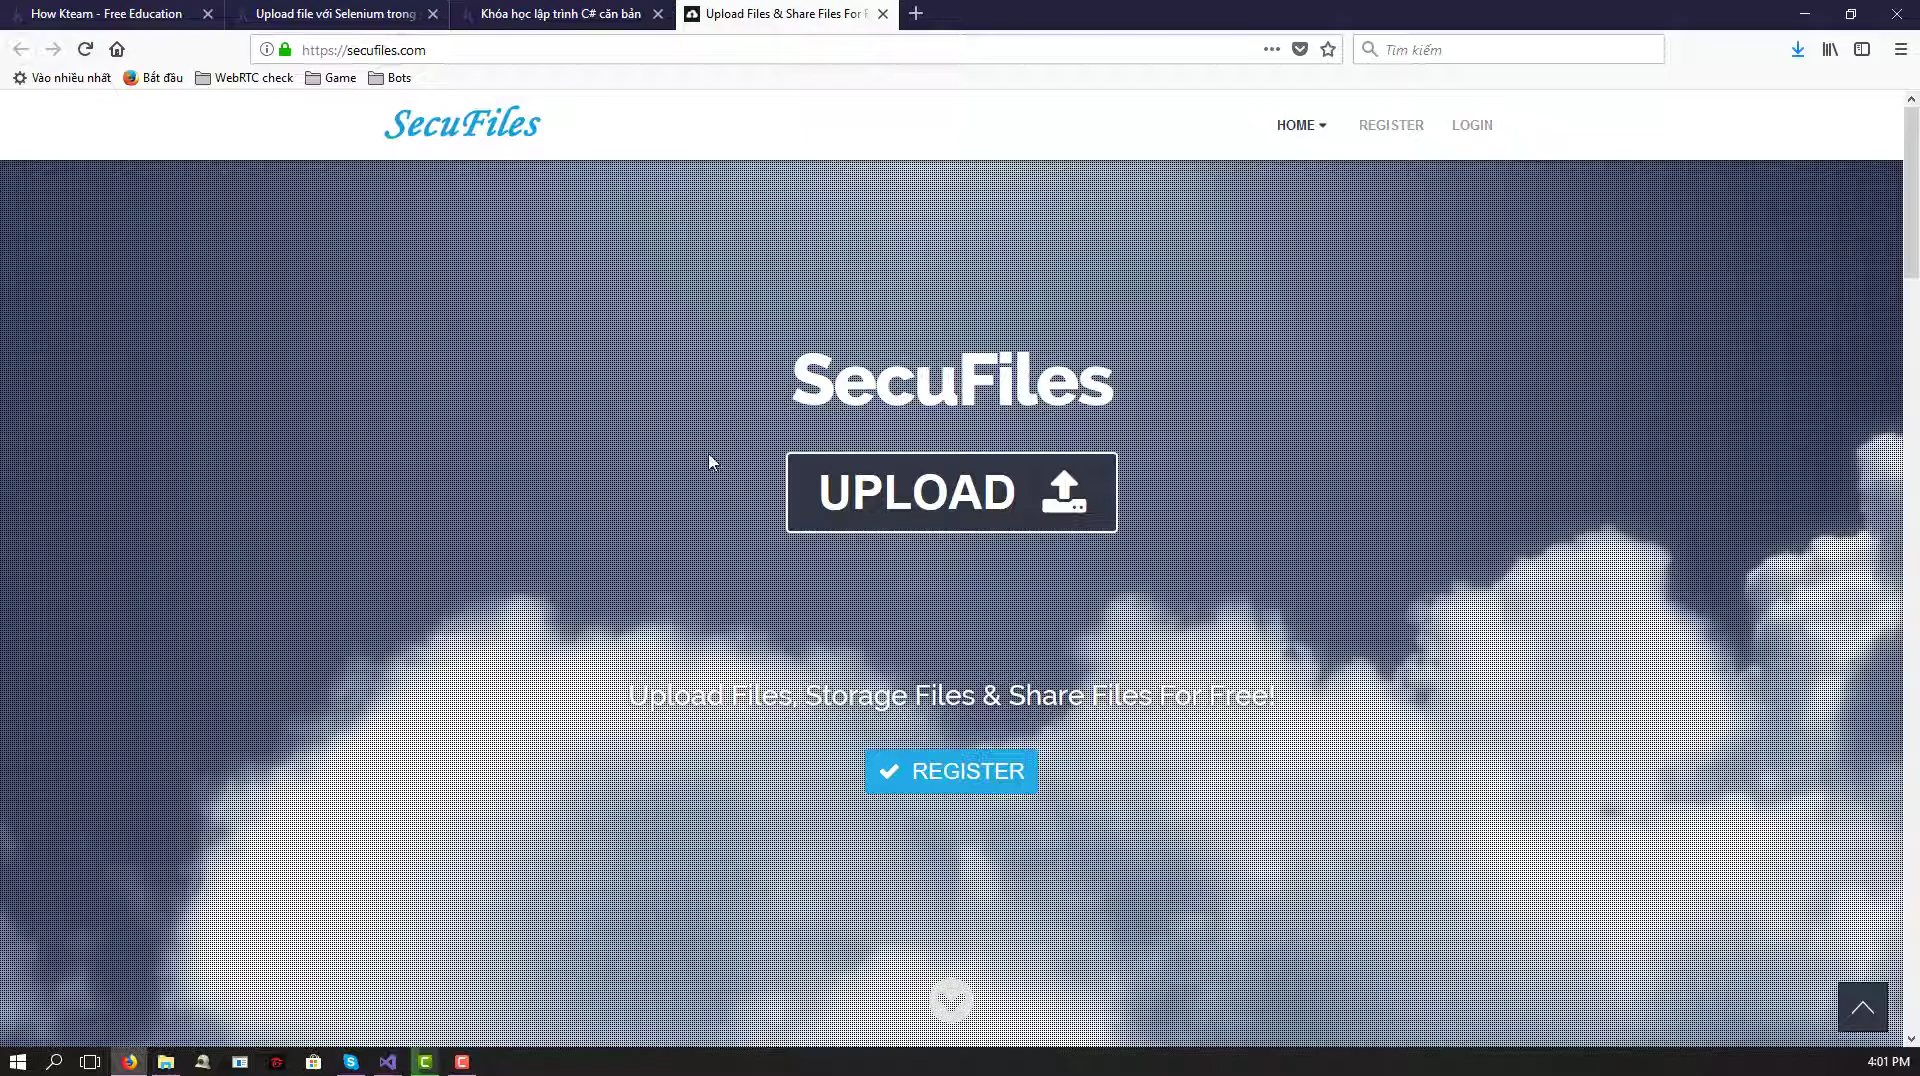 How Kteam - Free Education
Upload file với Selenium trong
Khóa học lập trình C# căn bản
Upload Files & Share Files For F
https://secufiles.com
Tìm kiếm
Vào nhiều nhất
Bắt đầu
WebRTC check
Game
Bots
SecuFiles
HOME
REGISTER
LOGIN
SecuFiles
UPLOAD
Upload Files, Storage Files & Share Files For Free!
REGISTER
4:01 PM